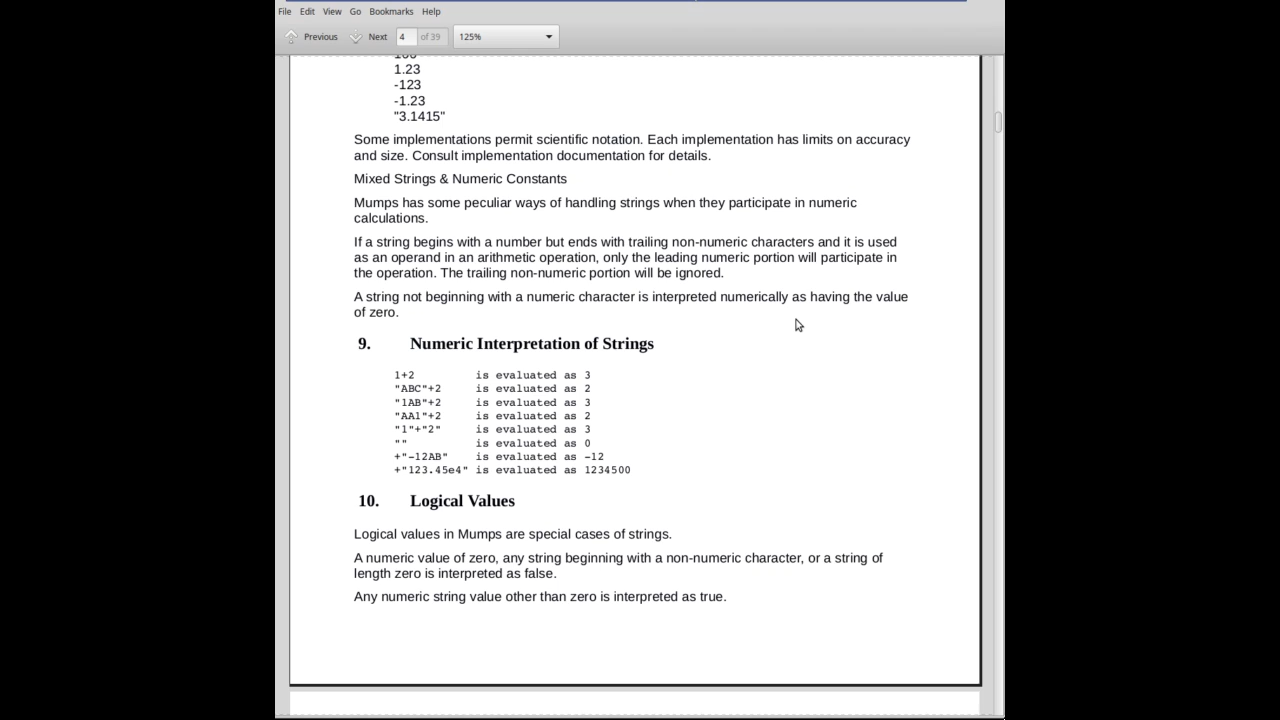 File Edit View Go Bookmarks Help
Previous Next 4 of 39 125%
100
1.23
-123
-1.23
"3.1415"
Some implementations permit scientific notation. Each implementation has limits on accuracy
and size. Consult implementation documentation for details.
Mixed Strings & Numeric Constants
Mumps has some peculiar ways of handling strings when they participate in numeric
calculations.
If a string begins with a number but ends with trailing non-numeric characters and it is used
as an operand in an arithmetic operation, only the leading numeric portion will participate in
the operation. The trailing non-numeric portion will be ignored.
A string not beginning with a numeric character is interpreted numerically as having the value
of zero.
9. Numeric Interpretation of Strings
1+2 is evaluated as 3
"ABC"+2 is evaluated as 2
"1AB"+2 is evaluated as 3
"AA1"+2 is evaluated as 2
"1"+"2" is evaluated as 3
"" is evaluated as 0
+"-12AB" is evaluated as -12
+"123.45e4" is evaluated as 1234500
10. Logical Values
Logical values in Mumps are special cases of strings.
A numeric value of zero, any string beginning with a non-numeric character, or a string of
length zero is interpreted as false.
Any numeric string value other than zero is interpreted as true.